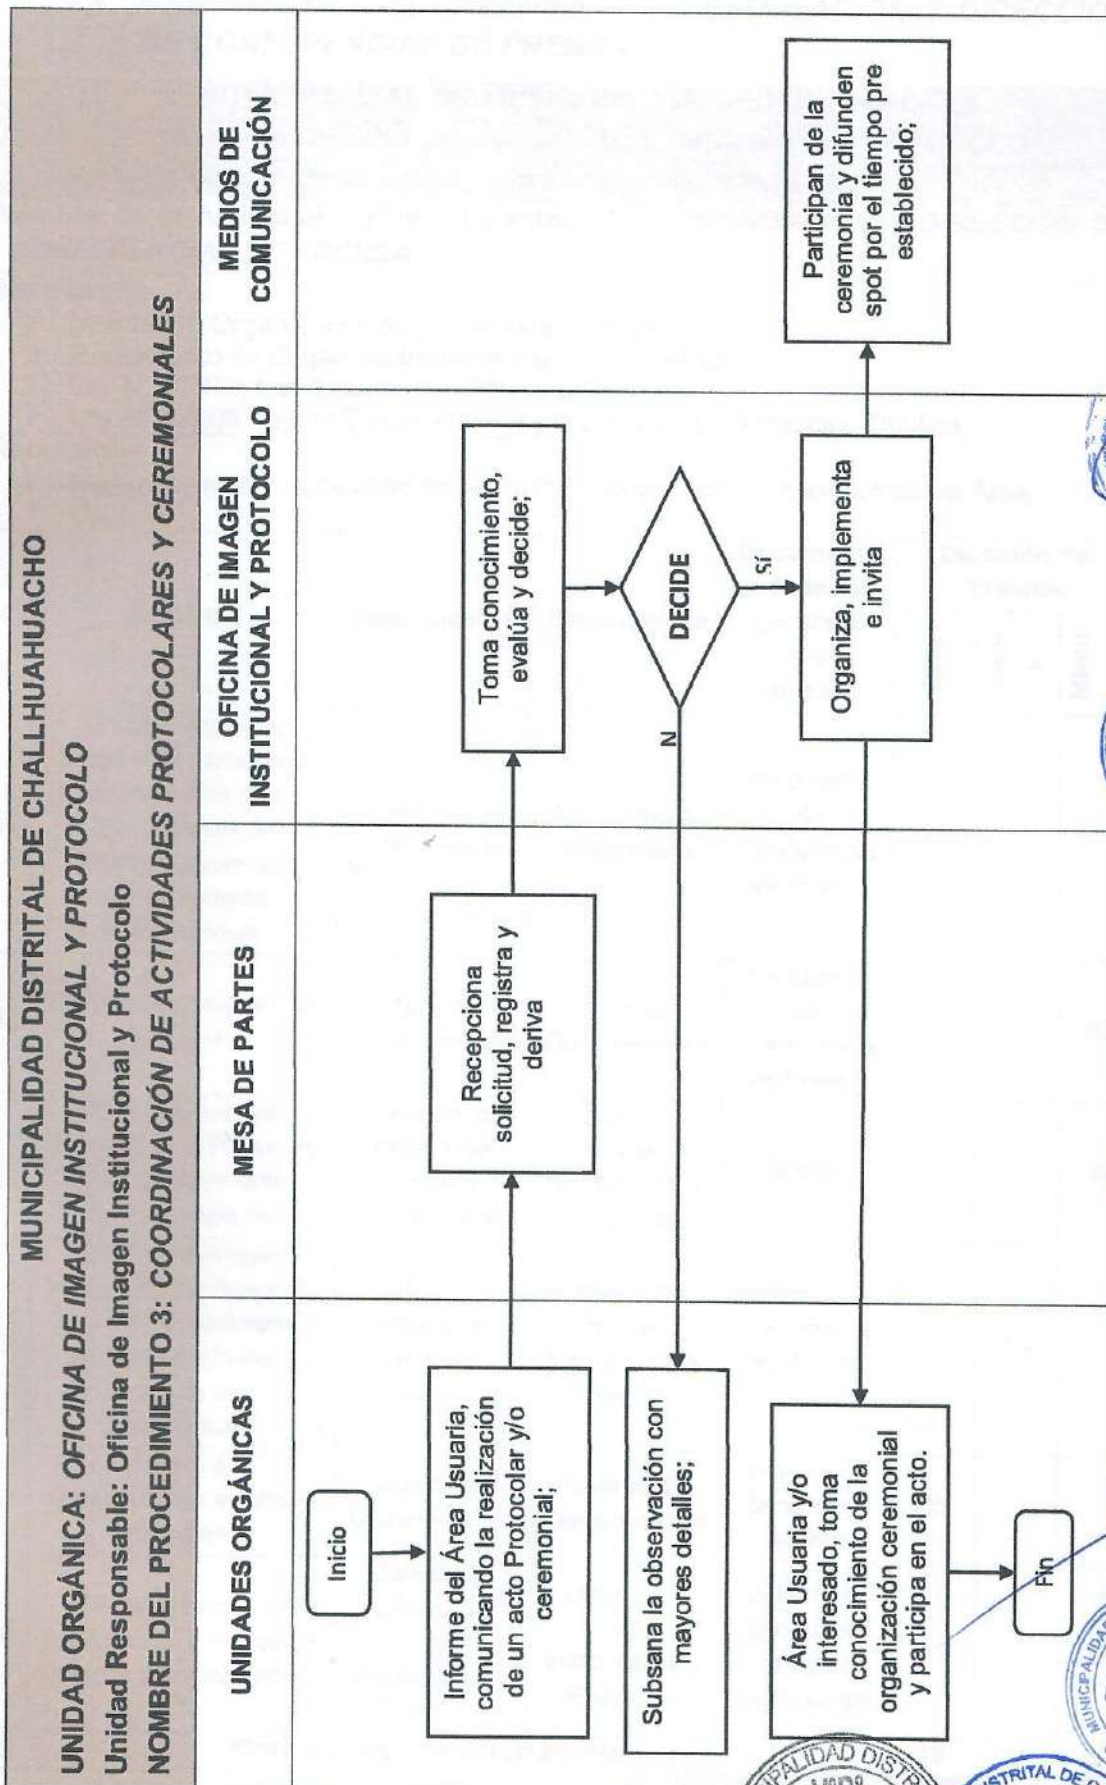 MUNICIPALIDAD DISTRITAL DE CHALLHUAHUACHO
UNIDAD ORGÁNICA: OFICINA DE IMAGEN INSTITUCIONAL Y PROTOCOLO
Unidad Responsable: Oficina de Imagen Institucional y Protocolo
NOMBRE DEL PROCEDIMIENTO 3: COORDINACIÓN DE ACTIVIDADES PROTOCOLARES Y CEREMONIALES
UNIDADES ORGÁNICAS
MESA DE PARTES
OFICINA DE IMAGEN
INSTITUCIONAL Y PROTOCOLO
MEDIOS DE
COMUNICACIÓN
Inicio
Informe del Área Usuaria,
comunicando la realización
de un acto Protocolar y/o
ceremonial;
Recepciona
solicitud, registra y
deriva
Toma conocimiento,
evalúa y decide;
DECIDE
N
Sí
Subsana la observación con
mayores detalles;
Organiza, implementa
e invita
Participan de la
ceremonia y difunden
spot por el tiempo pre
establecido;
Área Usuaria y/o
interesado, toma
conocimiento de la
organización ceremonial
y participa en el acto.
Fin